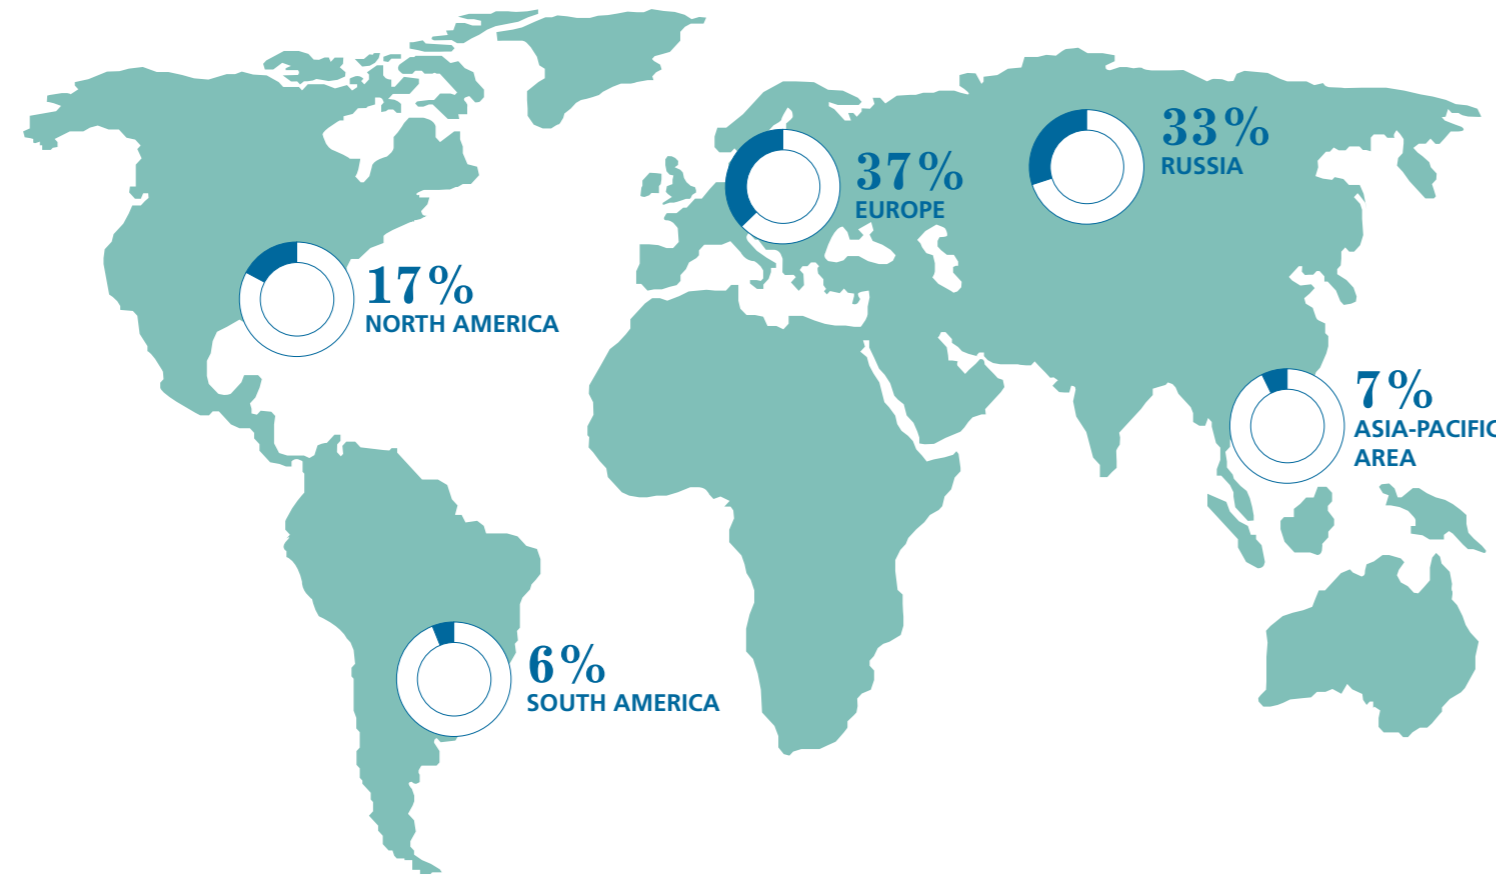 33%
RUSSIA
37%
EUROPE
17%
NORTH AMERICA
7%
ASIA-PACIFIC
AREA
6%
SOUTH AMERICA